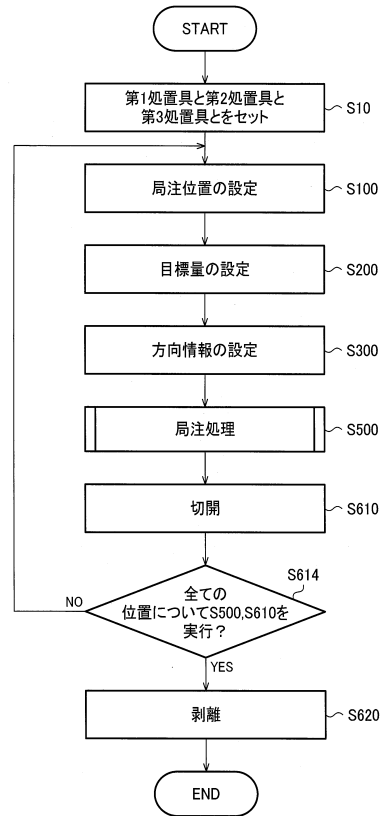 START
第1処置具と第2処置具と
第3処置具とをセット
S10
局注位置の設定
S100
目標量の設定
S200
方向情報の設定
S300
局注処理
S500
切開
S610
S614
全ての
位置についてS500,S610を
実行？
NO
YES
剥離
S620
END